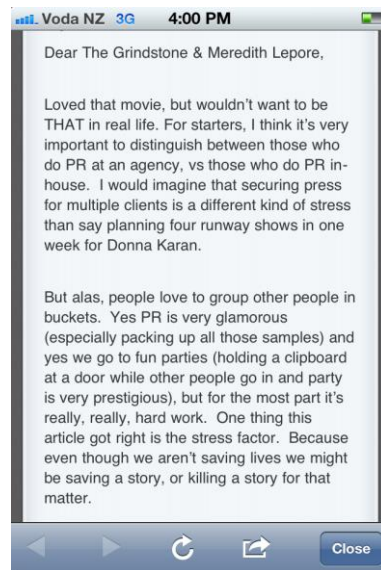 Voda NZ 3G 4:00 PM
Dear The Grindstone & Meredith Lepore,
Loved that movie, but wouldn't want to be
THAT in real life. For starters, I think it's very
important to distinguish between those who
do PR at an agency, vs those who do PR in-
house.  I would imagine that securing press
for multiple clients is a different kind of stress
than say planning four runway shows in one
week for Donna Karan.
But alas, people love to group other people in
buckets.  Yes PR is very glamorous
(especially packing up all those samples) and
yes we go to fun parties (holding a clipboard
at a door while other people go in and party
is very prestigious), but for the most part it's
really, really, hard work.  One thing this
article got right is the stress factor.  Because
even though we aren't saving lives we might
be saving a story, or killing a story for that
matter.
Close